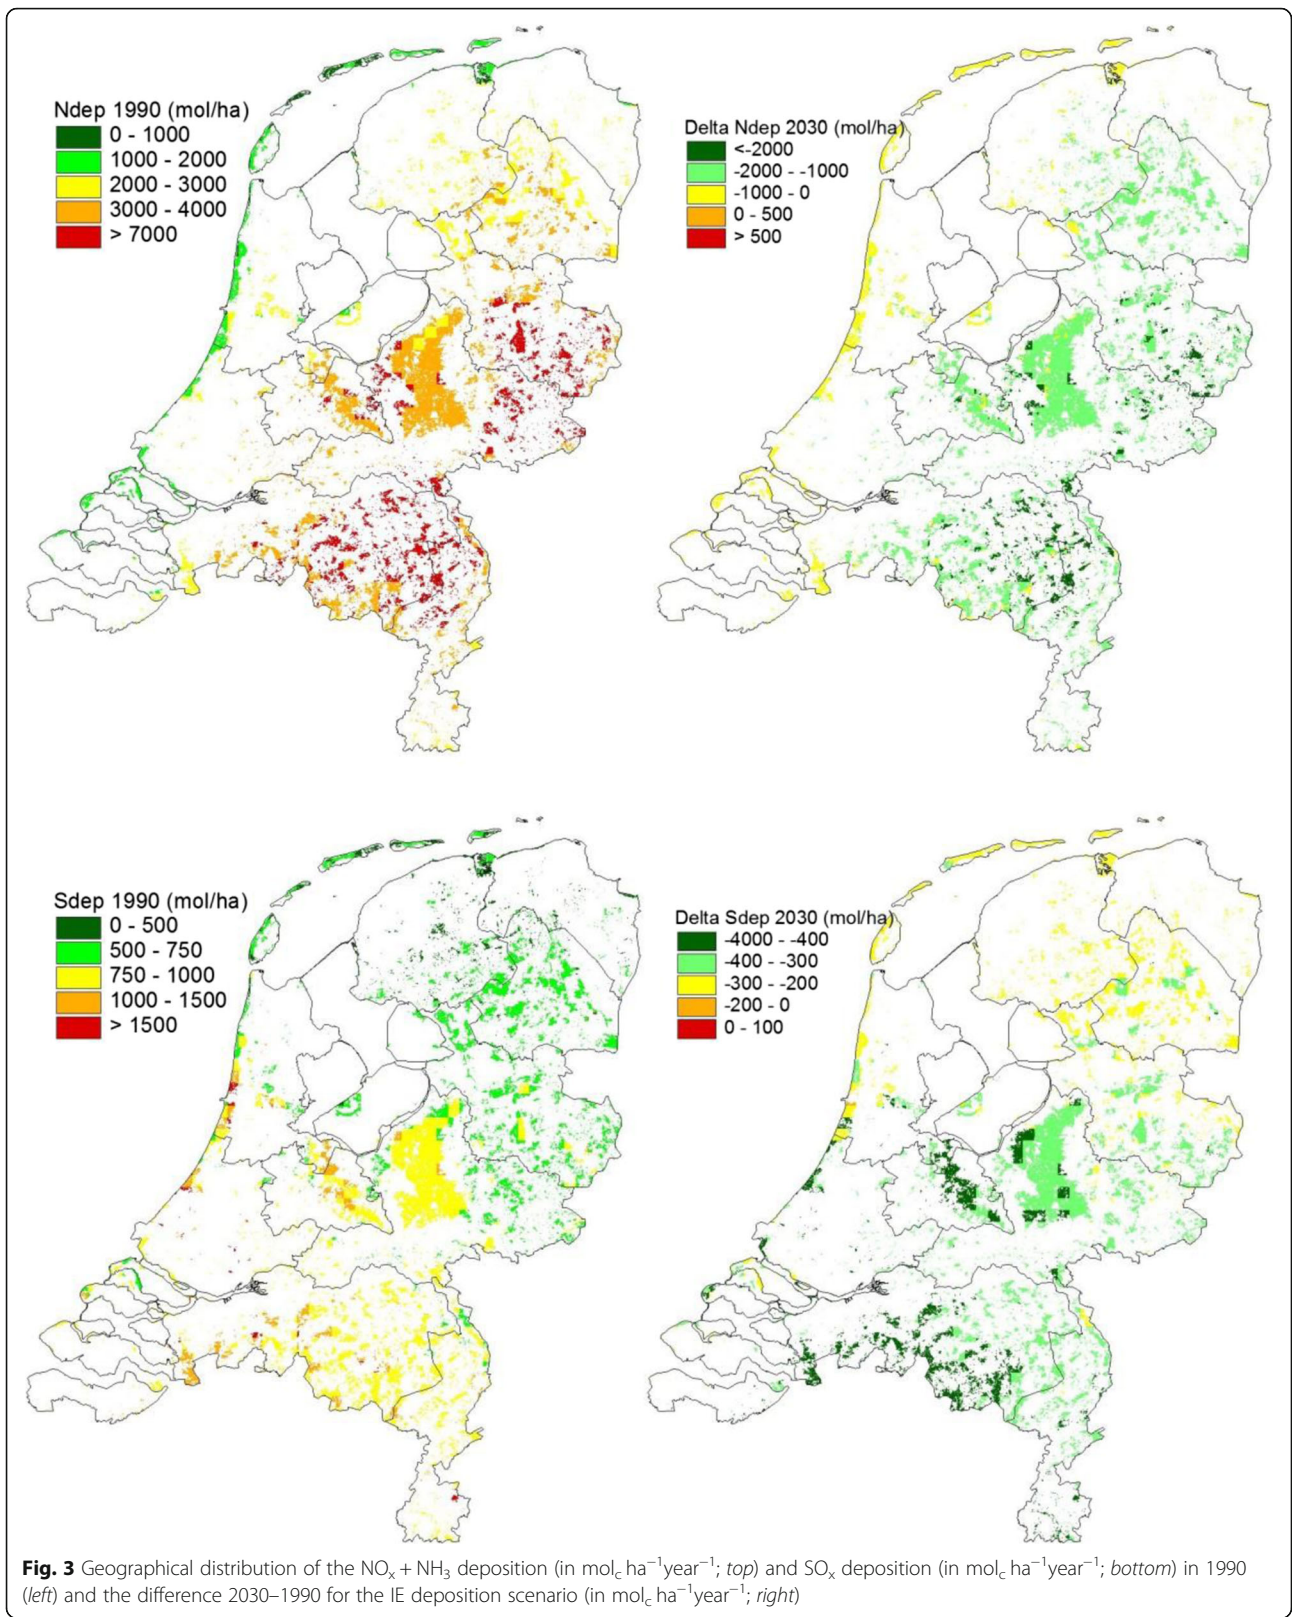 Ndep 1990 (mol/ha)
0 - 1000
1000 - 2000
2000 - 3000
3000 - 4000
> 7000
Delta Ndep 2030 (mol/ha)
<-2000
-2000 - -1000
-1000 - 0
0 - 500
> 500
Sdep 1990 (mol/ha)
0 - 500
500 - 750
750 - 1000
1000 - 1500
> 1500
Delta Sdep 2030 (mol/ha)
-4000 - -400
-400 - -300
-300 - -200
-200 - 0
0 - 100
Fig. 3 Geographical distribution of the NOₓ + NH₃ deposition (in mol꜀ ha⁻¹year⁻¹; top) and SOₓ deposition (in mol꜀ ha⁻¹year⁻¹; bottom) in 1990
(left) and the difference 2030–1990 for the IE deposition scenario (in mol꜀ ha⁻¹year⁻¹; right)